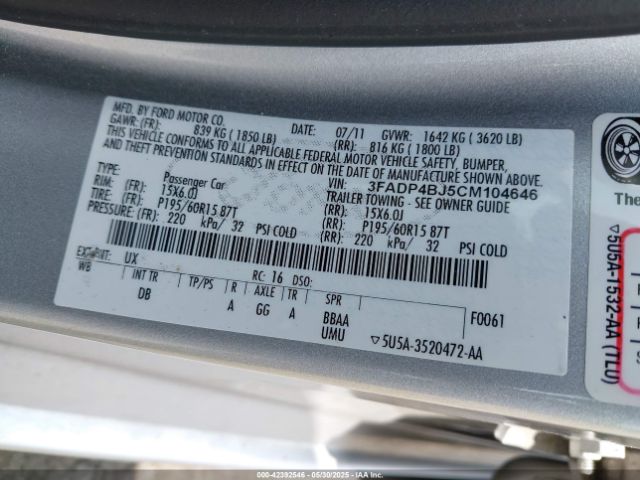 MFD. BY FORD MOTOR CO.
DATE: 07/11 GVWR: 1642 KG ( 3620 LB)
GAWR: (FR): 839 KG ( 1850 LB) (RR): 816 KG ( 1800 LB)
THIS VEHICLE CONFORMS TO ALL APPLICABLE FEDERAL MOTOR VEHICLE SAFETY, BUMPER,
AND THEFT PREVENTION STANDARDS IN EFFECT ON THE DATE OF MANUFACTURE SHOWN ABOVE.
VIN: 3FADP4BJ5CM104646
TYPE: Passenger Car TRAILER TOWING - SEE OWNER GUIDE
RIM: (FR): 15X6.0J (RR): 15X6.0J
TIRE: (FR): P195/60R15 87T (RR): P195/60R15 87T
PRESSURE: (FR): 220 kPa/ 32 PSI COLD (RR): 220 kPa/ 32 PSI COLD
EXT PNT: UX RC: 16 DSO:
WB INT TR TP/PS R AXLE TR SPR
DB A GG A BBAA
UMU
F0061
▽5U5A-3520472-AA
The
▽5U5A-1532-AA (TLU)
000-42392546 - 05/30/2025 - IAA Inc.